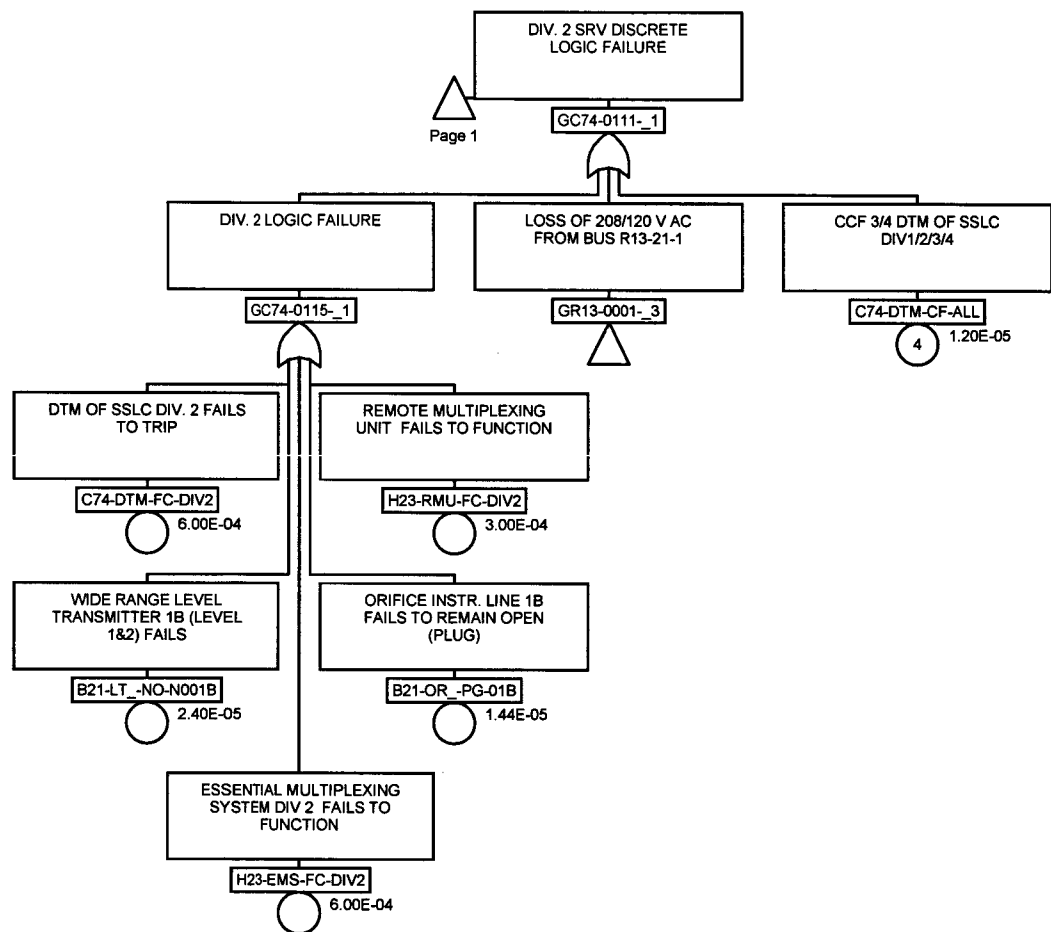 DIV. 2 SRV DISCRETE
LOGIC FAILURE
Page 1
GC74-0111-_1
DIV. 2 LOGIC FAILURE
GC74-0115-_1
LOSS OF 208/120 V AC
FROM BUS R13-21-1
GR13-0001-_3
CCF 3/4 DTM OF SSLC
DIV1/2/3/4
C74-DTM-CF-ALL
4
1.20E-05
DTM OF SSLC DIV. 2 FAILS
TO TRIP
C74-DTM-FC-DIV2
6.00E-04
REMOTE MULTIPLEXING
UNIT FAILS TO FUNCTION
H23-RMU-FC-DIV2
3.00E-04
WIDE RANGE LEVEL
TRANSMITTER 1B (LEVEL
1&2) FAILS
B21-LT_-NO-N001B
2.40E-05
ORIFICE INSTR. LINE 1B
FAILS TO REMAIN OPEN
(PLUG)
B21-OR_-PG-01B
1.44E-05
ESSENTIAL MULTIPLEXING
SYSTEM DIV 2 FAILS TO
FUNCTION
H23-EMS-FC-DIV2
6.00E-04